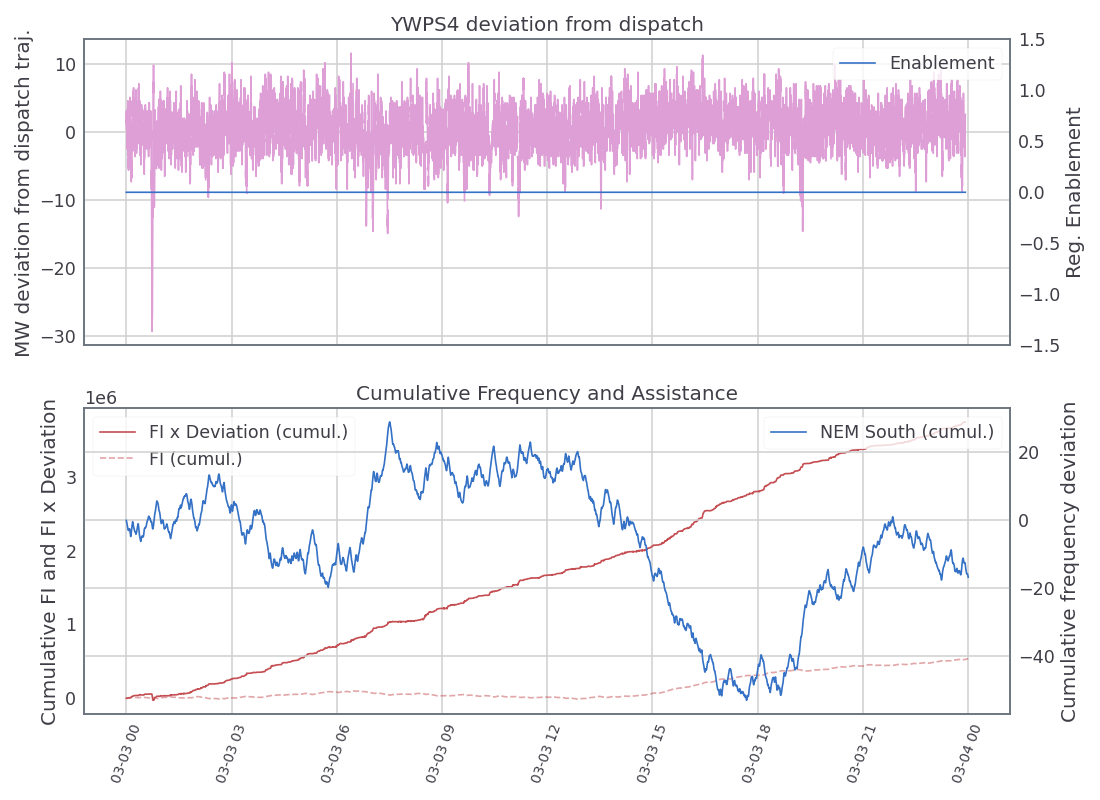 YWPS4 deviation from dispatch
MW deviation from dispatch traj.
10
0
−10
−20
−30
Enablement
1.5
1.0
0.5
0.0
−0.5
−1.0
−1.5
Reg. Enablement
Cumulative Frequency and Assistance
1e6
Cumulative FI and FI x Deviation
3
2
1
0
FI x Deviation (cumul.)
FI (cumul.)
NEM South (cumul.)
20
0
−20
−40
Cumulative frequency deviation
03-03 00
03-03 03
03-03 06
03-03 09
03-03 12
03-03 15
03-03 18
03-03 21
03-04 00